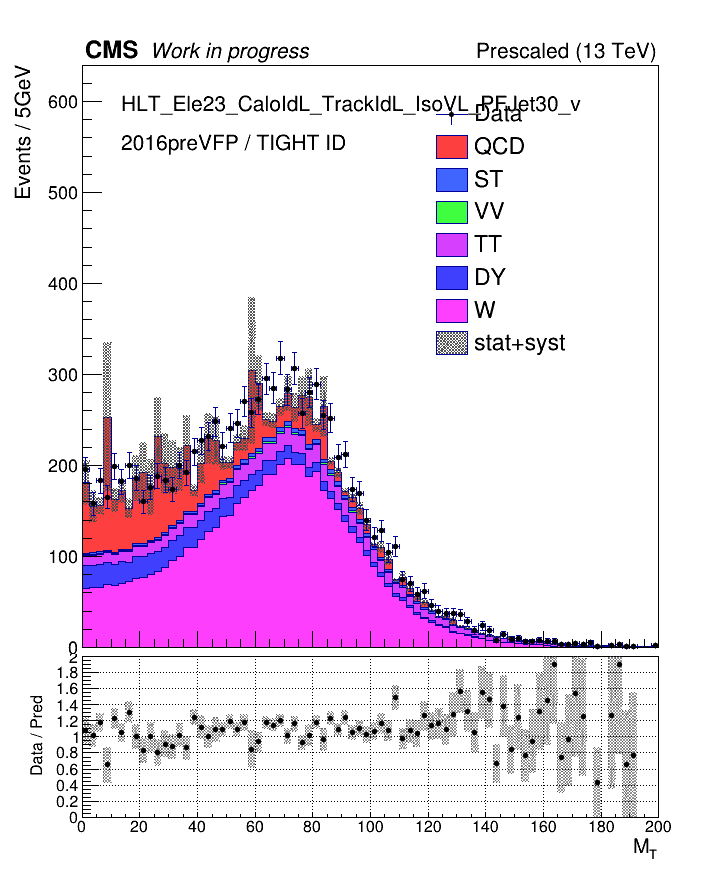 CMS Work in progress Prescaled (13 TeV)
Events / 5GeV
HLT_Ele23_CaloIdL_TrackIdL_IsoVL_PFJet30_v
2016preVFP / TIGHT ID
Data
QCD
ST
VV
TT
DY
W
stat+syst
600
500
400
300
200
100
0
Data / Pred
2
1.8
1.6
1.4
1.2
1
0.8
0.6
0.4
0.2
0
0 20 40 60 80 100 120 140 160 180 200
M_T